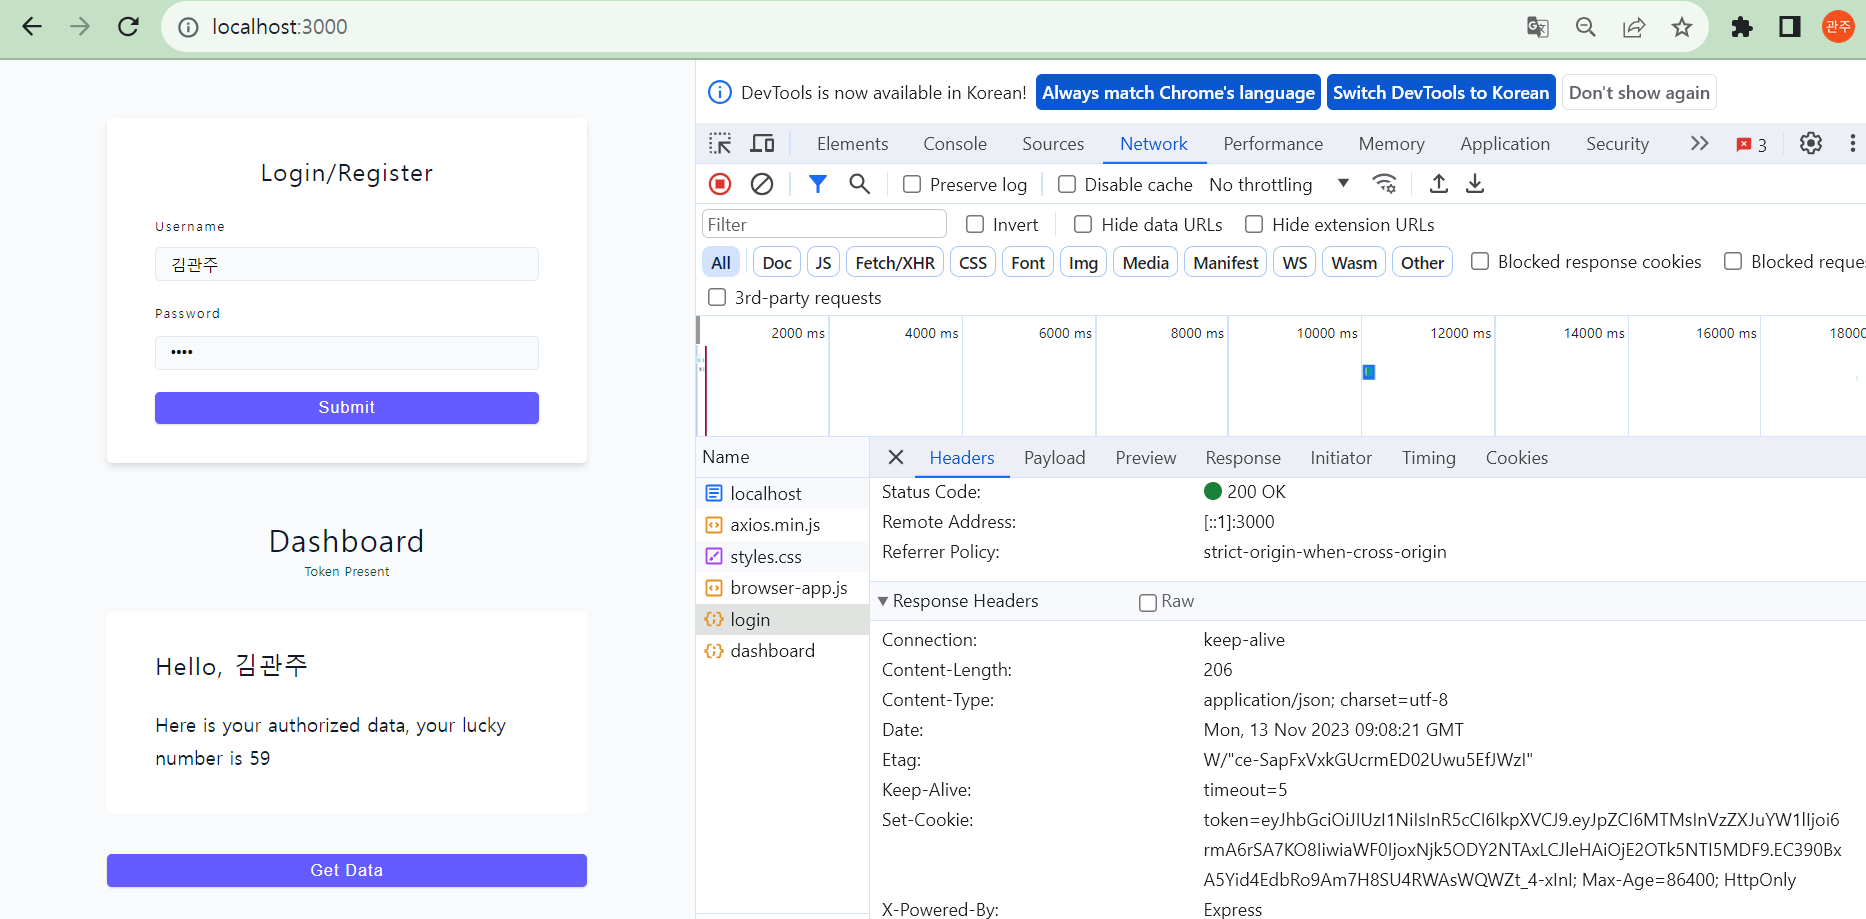 localhost:3000
관주
Login/Register
Username
김관주
Password
••••
Submit
Dashboard
Token Present
Hello, 김관주
Here is your authorized data, your lucky
number is 59
Get Data
DevTools is now available in Korean! Always match Chrome's language Switch DevTools to Korean Don't show again
Elements Console Sources Network Performance Memory Application Security 3
Preserve log Disable cache No throttling
Filter Invert Hide data URLs Hide extension URLs
All Doc JS Fetch/XHR CSS Font Img Media Manifest WS Wasm Other Blocked response cookies Blocked reque
3rd-party requests
2000 ms 4000 ms 6000 ms 8000 ms 10000 ms 12000 ms 14000 ms 16000 ms 18000
Name
localhost
axios.min.js
styles.css
browser-app.js
login
dashboard
Headers Payload Preview Response Initiator Timing Cookies
Status Code: 200 OK
Remote Address: [::1]:3000
Referrer Policy: strict-origin-when-cross-origin
Response Headers Raw
Connection: keep-alive
Content-Length: 206
Content-Type: application/json; charset=utf-8
Date: Mon, 13 Nov 2023 09:08:21 GMT
Etag: W/"ce-SapFxVxkGUcrmED02Uwu5EfJWzI"
Keep-Alive: timeout=5
Set-Cookie: token=eyJhbGciOiJIUzI1NiIsInR5cCI6IkpXVCJ9.eyJpZCI6MTMsInVzZXJuYW1lIjoi6
rmA6rSA7KO8IiwiaWF0IjoxNjk5ODY2NTAxLCJleHAiOjE2OTk5NTI5MDF9.EC390Bx
A5Yid4EdbRo9Am7H8SU4RWAsWQWZt_4-xInI; Max-Age=86400; HttpOnly
X-Powered-By: Express